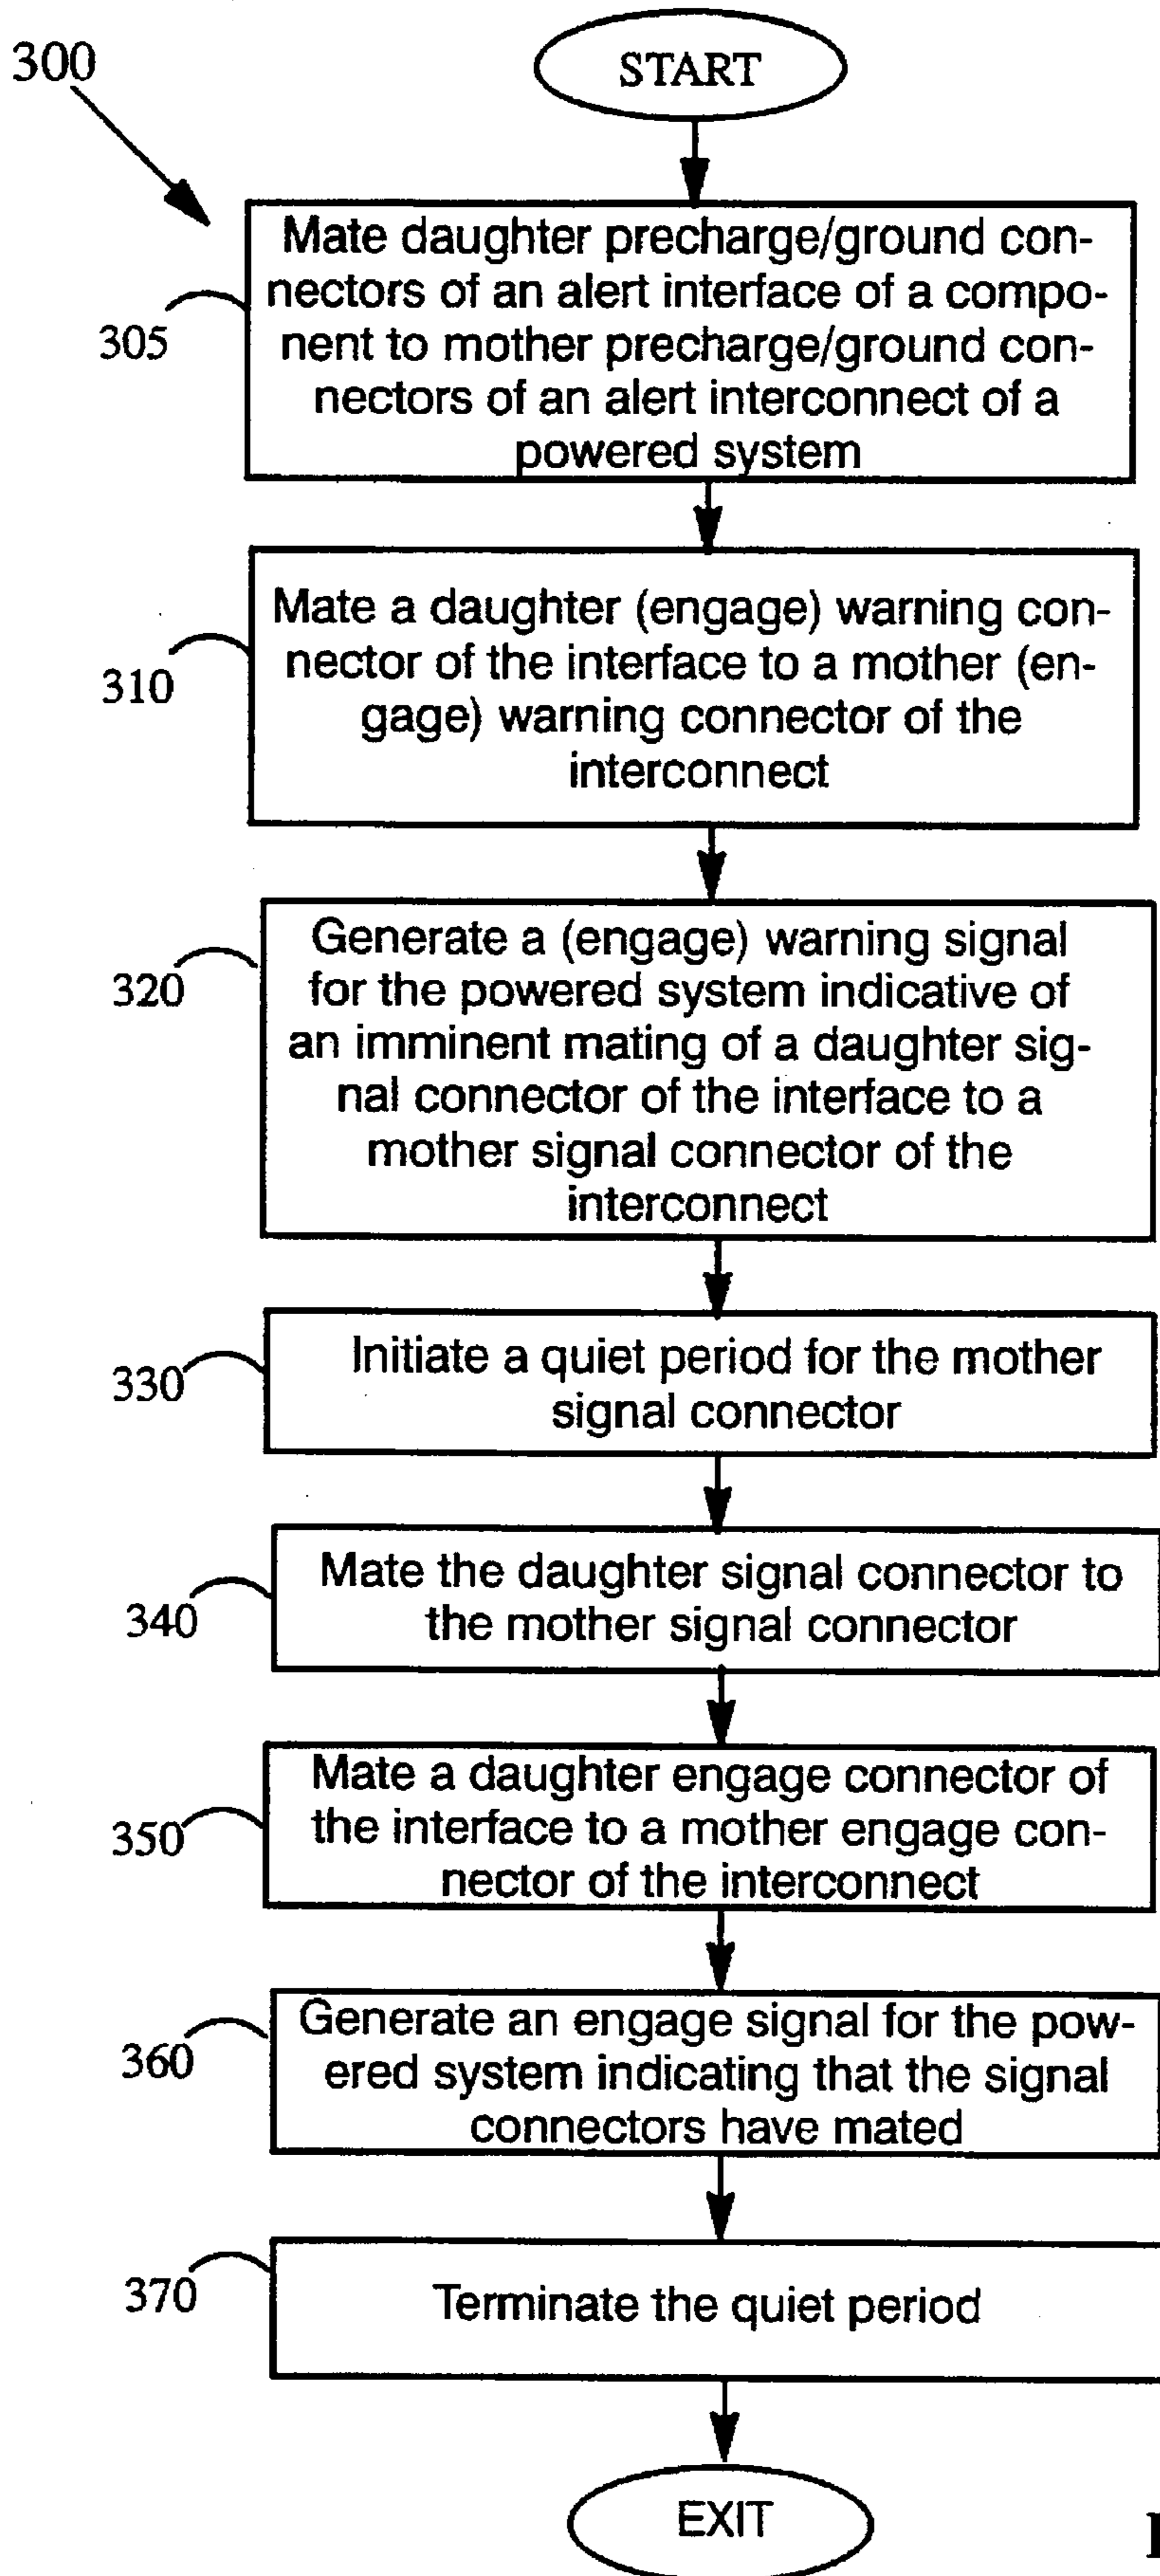 300
START
Mate daughter precharge/ground con-
nectors of an alert interface of a compo-
nent to mother precharge/ground con-
nectors of an alert interconnect of a
powered system
305
Mate a daughter (engage) warning con-
nector of the interface to a mother (en-
gage) warning connector of the
interconnect
310
Generate a (engage) warning signal
for the powered system indicative of
an imminent mating of a daughter sig-
nal connector of the interface to a
mother signal connector of the
interconnect
320
Initiate a quiet period for the mother
signal connector
330
Mate the daughter signal connector to
the mother signal connector
340
Mate a daughter engage connector of
the interface to a mother engage con-
nector of the interconnect
350
Generate an engage signal for the pow-
ered system indicating that the signal
connectors have mated
360
Terminate the quiet period
370
EXIT